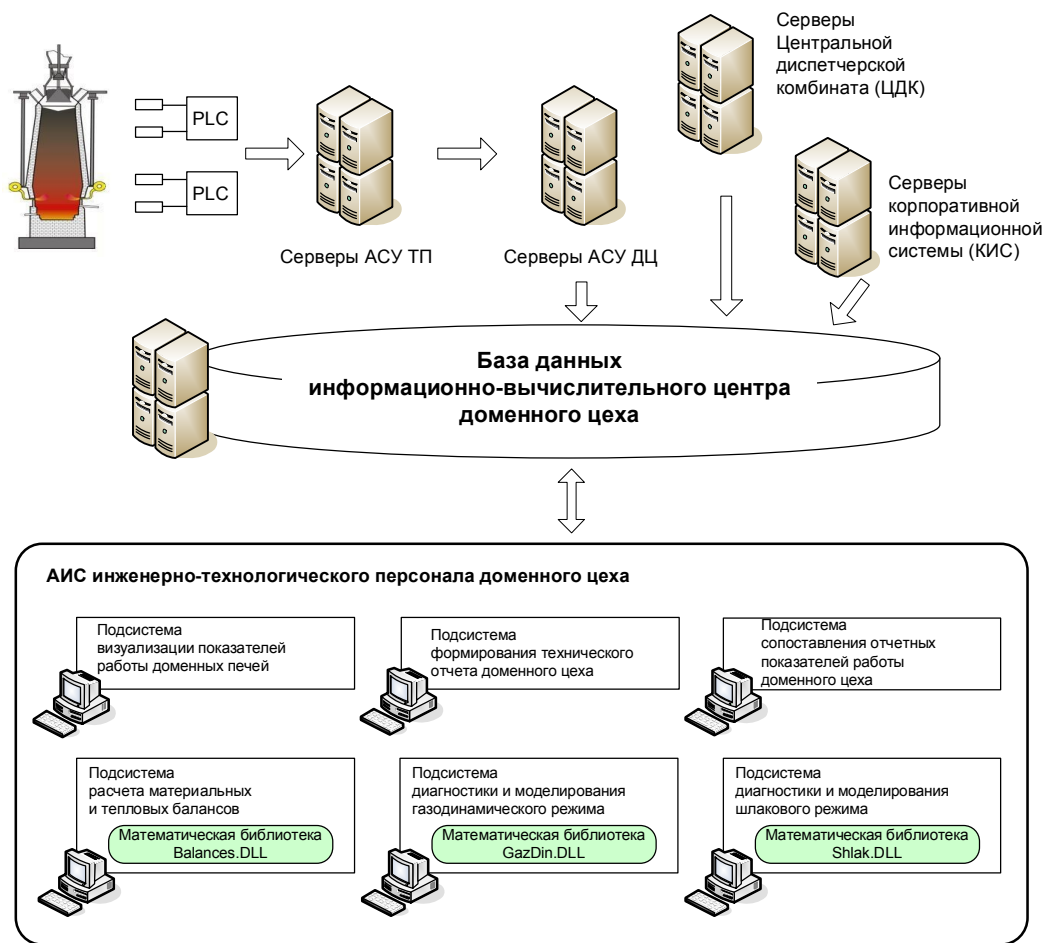 Серверы
Центральной
диспетчерской
комбината (ЦДК)
PLC
PLC
Серверы
корпоративной
информационной
системы (КИС)
Серверы АСУ ТП
Серверы АСУ ДЦ
База данных
информационно-вычислительного центра
доменного цеха
АИС инженерно-технологического персонала доменного цеха
Подсистема
визуализации показателей
работы доменных печей
Подсистема
формирования технического
отчета доменного цеха
Подсистема
сопоставления отчетных
показателей работы
доменного цеха
Подсистема
расчета материальных
и тепловых балансов
Математическая библиотека
Balances.DLL
Подсистема
диагностики и моделирования
газодинамического режима
Математическая библиотека
GazDin.DLL
Подсистема
диагностики и моделирования
шлакового режима
Математическая библиотека
Shlak.DLL